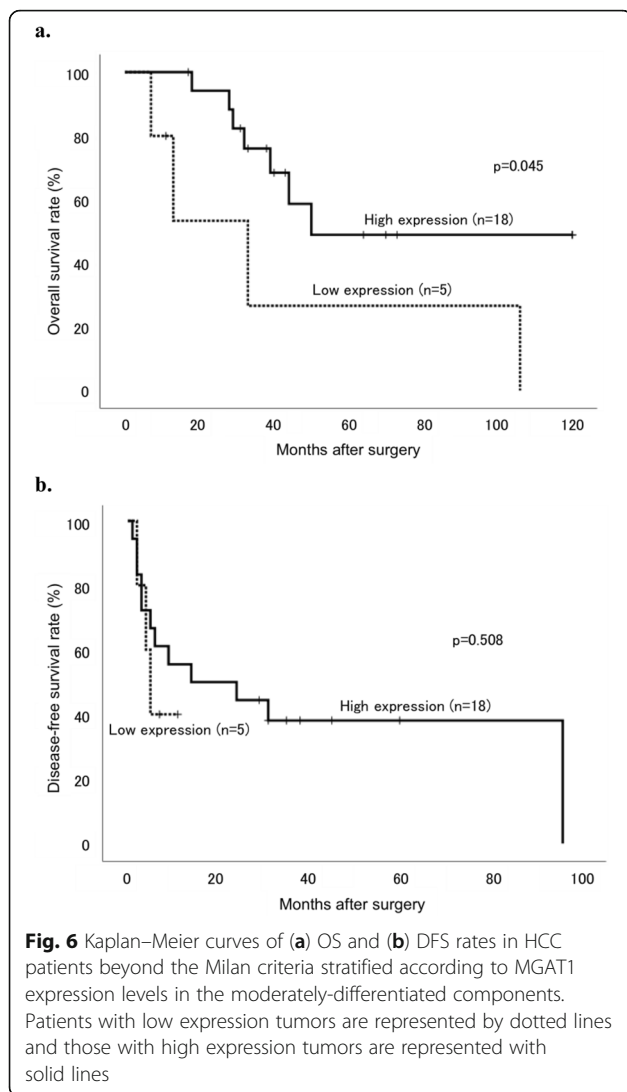 a.
100
80
60
40
20
0
Overall survival rate (%)
p=0.045
High expression (n=18)
Low expression (n=5)
0 20 40 60 80 100 120
Months after surgery
b.
100
80
60
40
20
0
Disease-free survival rate (%)
p=0.508
High expression (n=18)
Low expression (n=5)
0 20 40 60 80 100
Months after surgery
Fig. 6 Kaplan–Meier curves of (a) OS and (b) DFS rates in HCC
patients beyond the Milan criteria stratified according to MGAT1
expression levels in the moderately-differentiated components.
Patients with low expression tumors are represented by dotted lines
and those with high expression tumors are represented with
solid lines